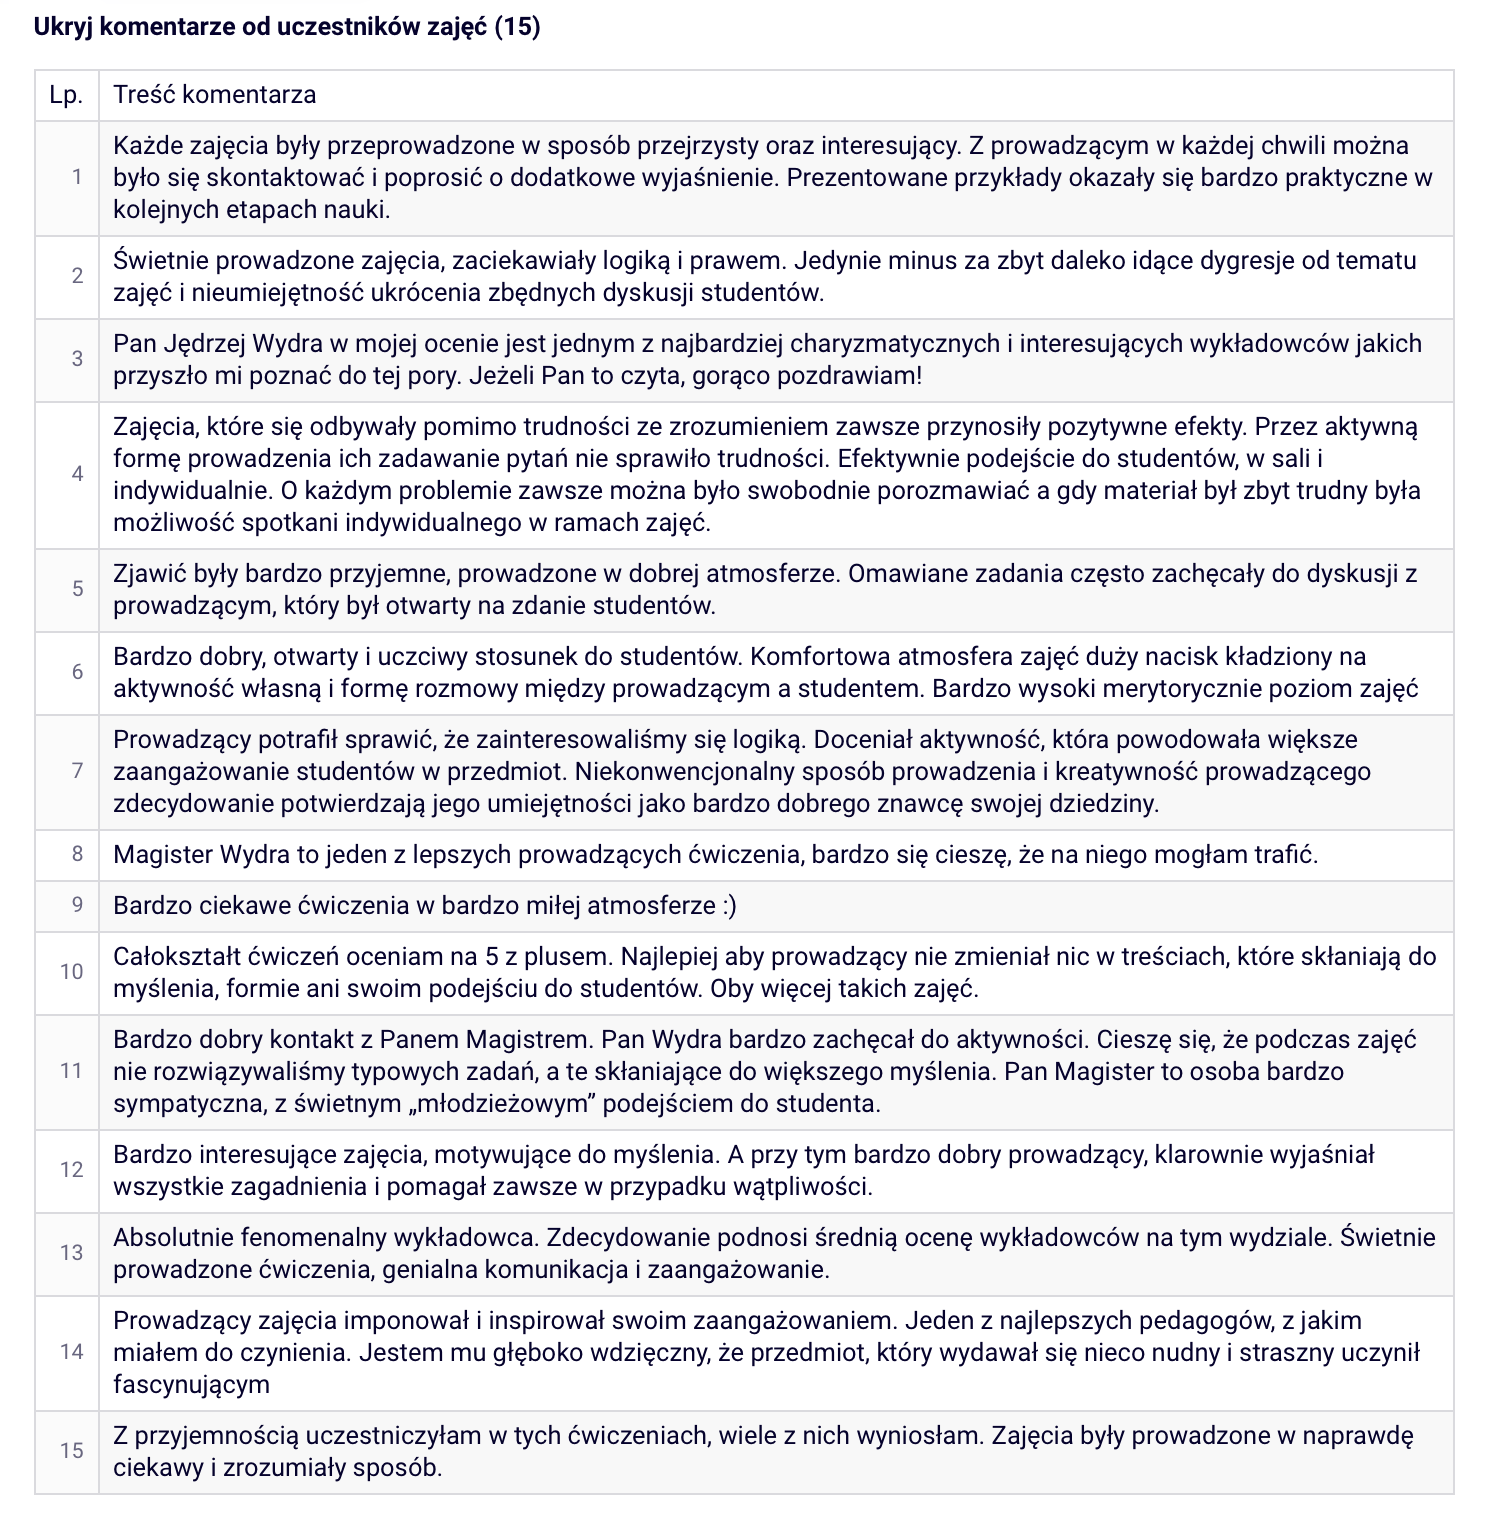 Ukryj komentarze od uczestników zajęć (15)
Lp. Treść komentarza
1 Każde zajęcia były przeprowadzone w sposób przejrzysty oraz interesujący. Z prowadzącym w każdej chwili można
było się skontaktować i poprosić o dodatkowe wyjaśnienie. Prezentowane przykłady okazały się bardzo praktyczne w
kolejnych etapach nauki.
2 Świetnie prowadzone zajęcia, zaciekawiały logiką i prawem. Jedynie minus za zbyt daleko idące dygresje od tematu
zajęć i nieumiejętność ukrócenia zbędnych dyskusji studentów.
3 Pan Jędrzej Wydra w mojej ocenie jest jednym z najbardziej charyzmatycznych i interesujących wykładowców jakich
przyszło mi poznać do tej pory. Jeżeli Pan to czyta, gorąco pozdrawiam!
4 Zajęcia, które się odbywały pomimo trudności ze zrozumieniem zawsze przynosiły pozytywne efekty. Przez aktywną
formę prowadzenia ich zadawanie pytań nie sprawiło trudności. Efektywnie podejście do studentów, w sali i
indywidualnie. O każdym problemie zawsze można było swobodnie porozmawiać a gdy materiał był zbyt trudny była
możliwość spotkani indywidualnego w ramach zajęć.
5 Zjawić były bardzo przyjemne, prowadzone w dobrej atmosferze. Omawiane zadania często zachęcały do dyskusji z
prowadzącym, który był otwarty na zdanie studentów.
6 Bardzo dobry, otwarty i uczciwy stosunek do studentów. Komfortowa atmosfera zajęć duży nacisk kładziony na
aktywność własną i formę rozmowy między prowadzącym a studentem. Bardzo wysoki merytorycznie poziom zajęć
7 Prowadzący potrafił sprawić, że zainteresowaliśmy się logiką. Doceniał aktywność, która powodowała większe
zaangażowanie studentów w przedmiot. Niekonwencjonalny sposób prowadzenia i kreatywność prowadzącego
zdecydowanie potwierdzają jego umiejętności jako bardzo dobrego znawcę swojej dziedziny.
8 Magister Wydra to jeden z lepszych prowadzących ćwiczenia, bardzo się cieszę, że na niego mogłam trafić.
9 Bardzo ciekawe ćwiczenia w bardzo miłej atmosferze :)
10 Całokształt ćwiczeń oceniam na 5 z plusem. Najlepiej aby prowadzący nie zmieniał nic w treściach, które skłaniają do
myślenia, formie ani swoim podejściu do studentów. Oby więcej takich zajęć.
11 Bardzo dobry kontakt z Panem Magistrem. Pan Wydra bardzo zachęcał do aktywności. Cieszę się, że podczas zajęć
nie rozwiązywaliśmy typowych zadań, a te skłaniające do większego myślenia. Pan Magister to osoba bardzo
sympatyczna, z świetnym „młodzieżowym” podejściem do studenta.
12 Bardzo interesujące zajęcia, motywujące do myślenia. A przy tym bardzo dobry prowadzący, klarownie wyjaśniał
wszystkie zagadnienia i pomagał zawsze w przypadku wątpliwości.
13 Absolutnie fenomenalny wykładowca. Zdecydowanie podnosi średnią ocenę wykładowców na tym wydziale. Świetnie
prowadzone ćwiczenia, genialna komunikacja i zaangażowanie.
14 Prowadzący zajęcia imponował i inspirował swoim zaangażowaniem. Jeden z najlepszych pedagogów, z jakim
miałem do czynienia. Jestem mu głęboko wdzięczny, że przedmiot, który wydawał się nieco nudny i straszny uczynił
fascynującym
15 Z przyjemnością uczestniczyłam w tych ćwiczeniach, wiele z nich wyniosłam. Zajęcia były prowadzone w naprawdę
ciekawy i zrozumiały sposób.